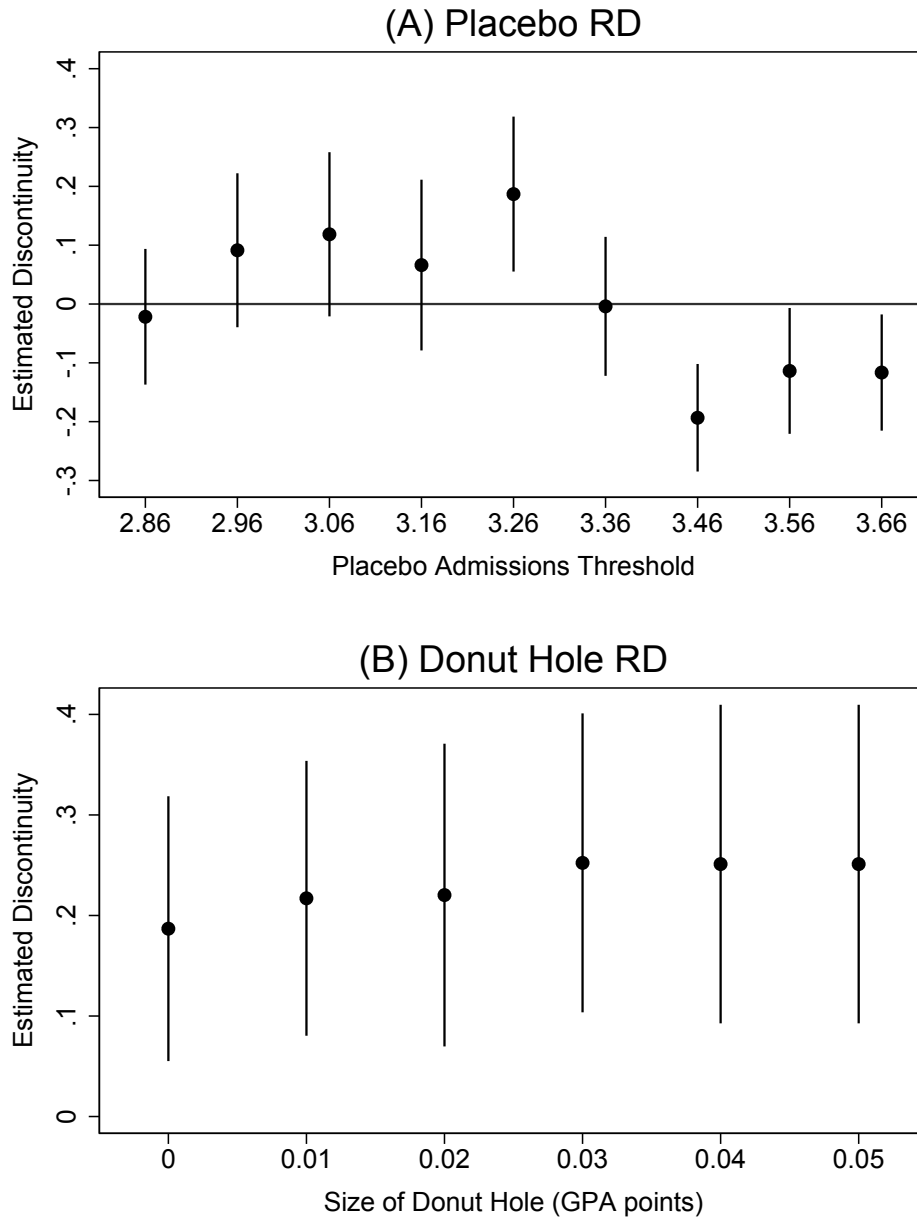 (A) Placebo RD
Estimated Discontinuity
.4
.3
.2
.1
0
-.1
-.2
-.3
2.86 2.96 3.06 3.16 3.26 3.36 3.46 3.56 3.66
Placebo Admissions Threshold
(B) Donut Hole RD
Estimated Discontinuity
.4
.3
.2
.1
0
0 0.01 0.02 0.03 0.04 0.05
Size of Donut Hole (GPA points)